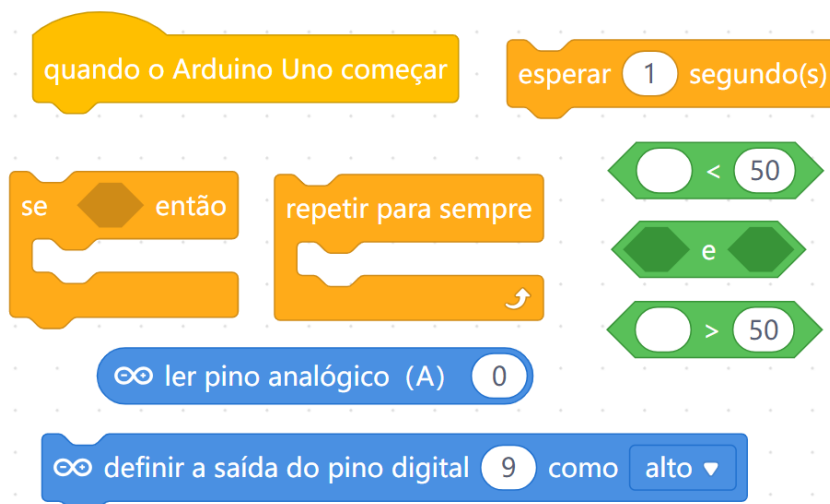 quando o Arduino Uno começar
esperar 1 segundo(s)
se então
repetir para sempre
< 50
e
> 50
ler pino analógico (A) 0
definir a saída do pino digital 9 como alto ▾